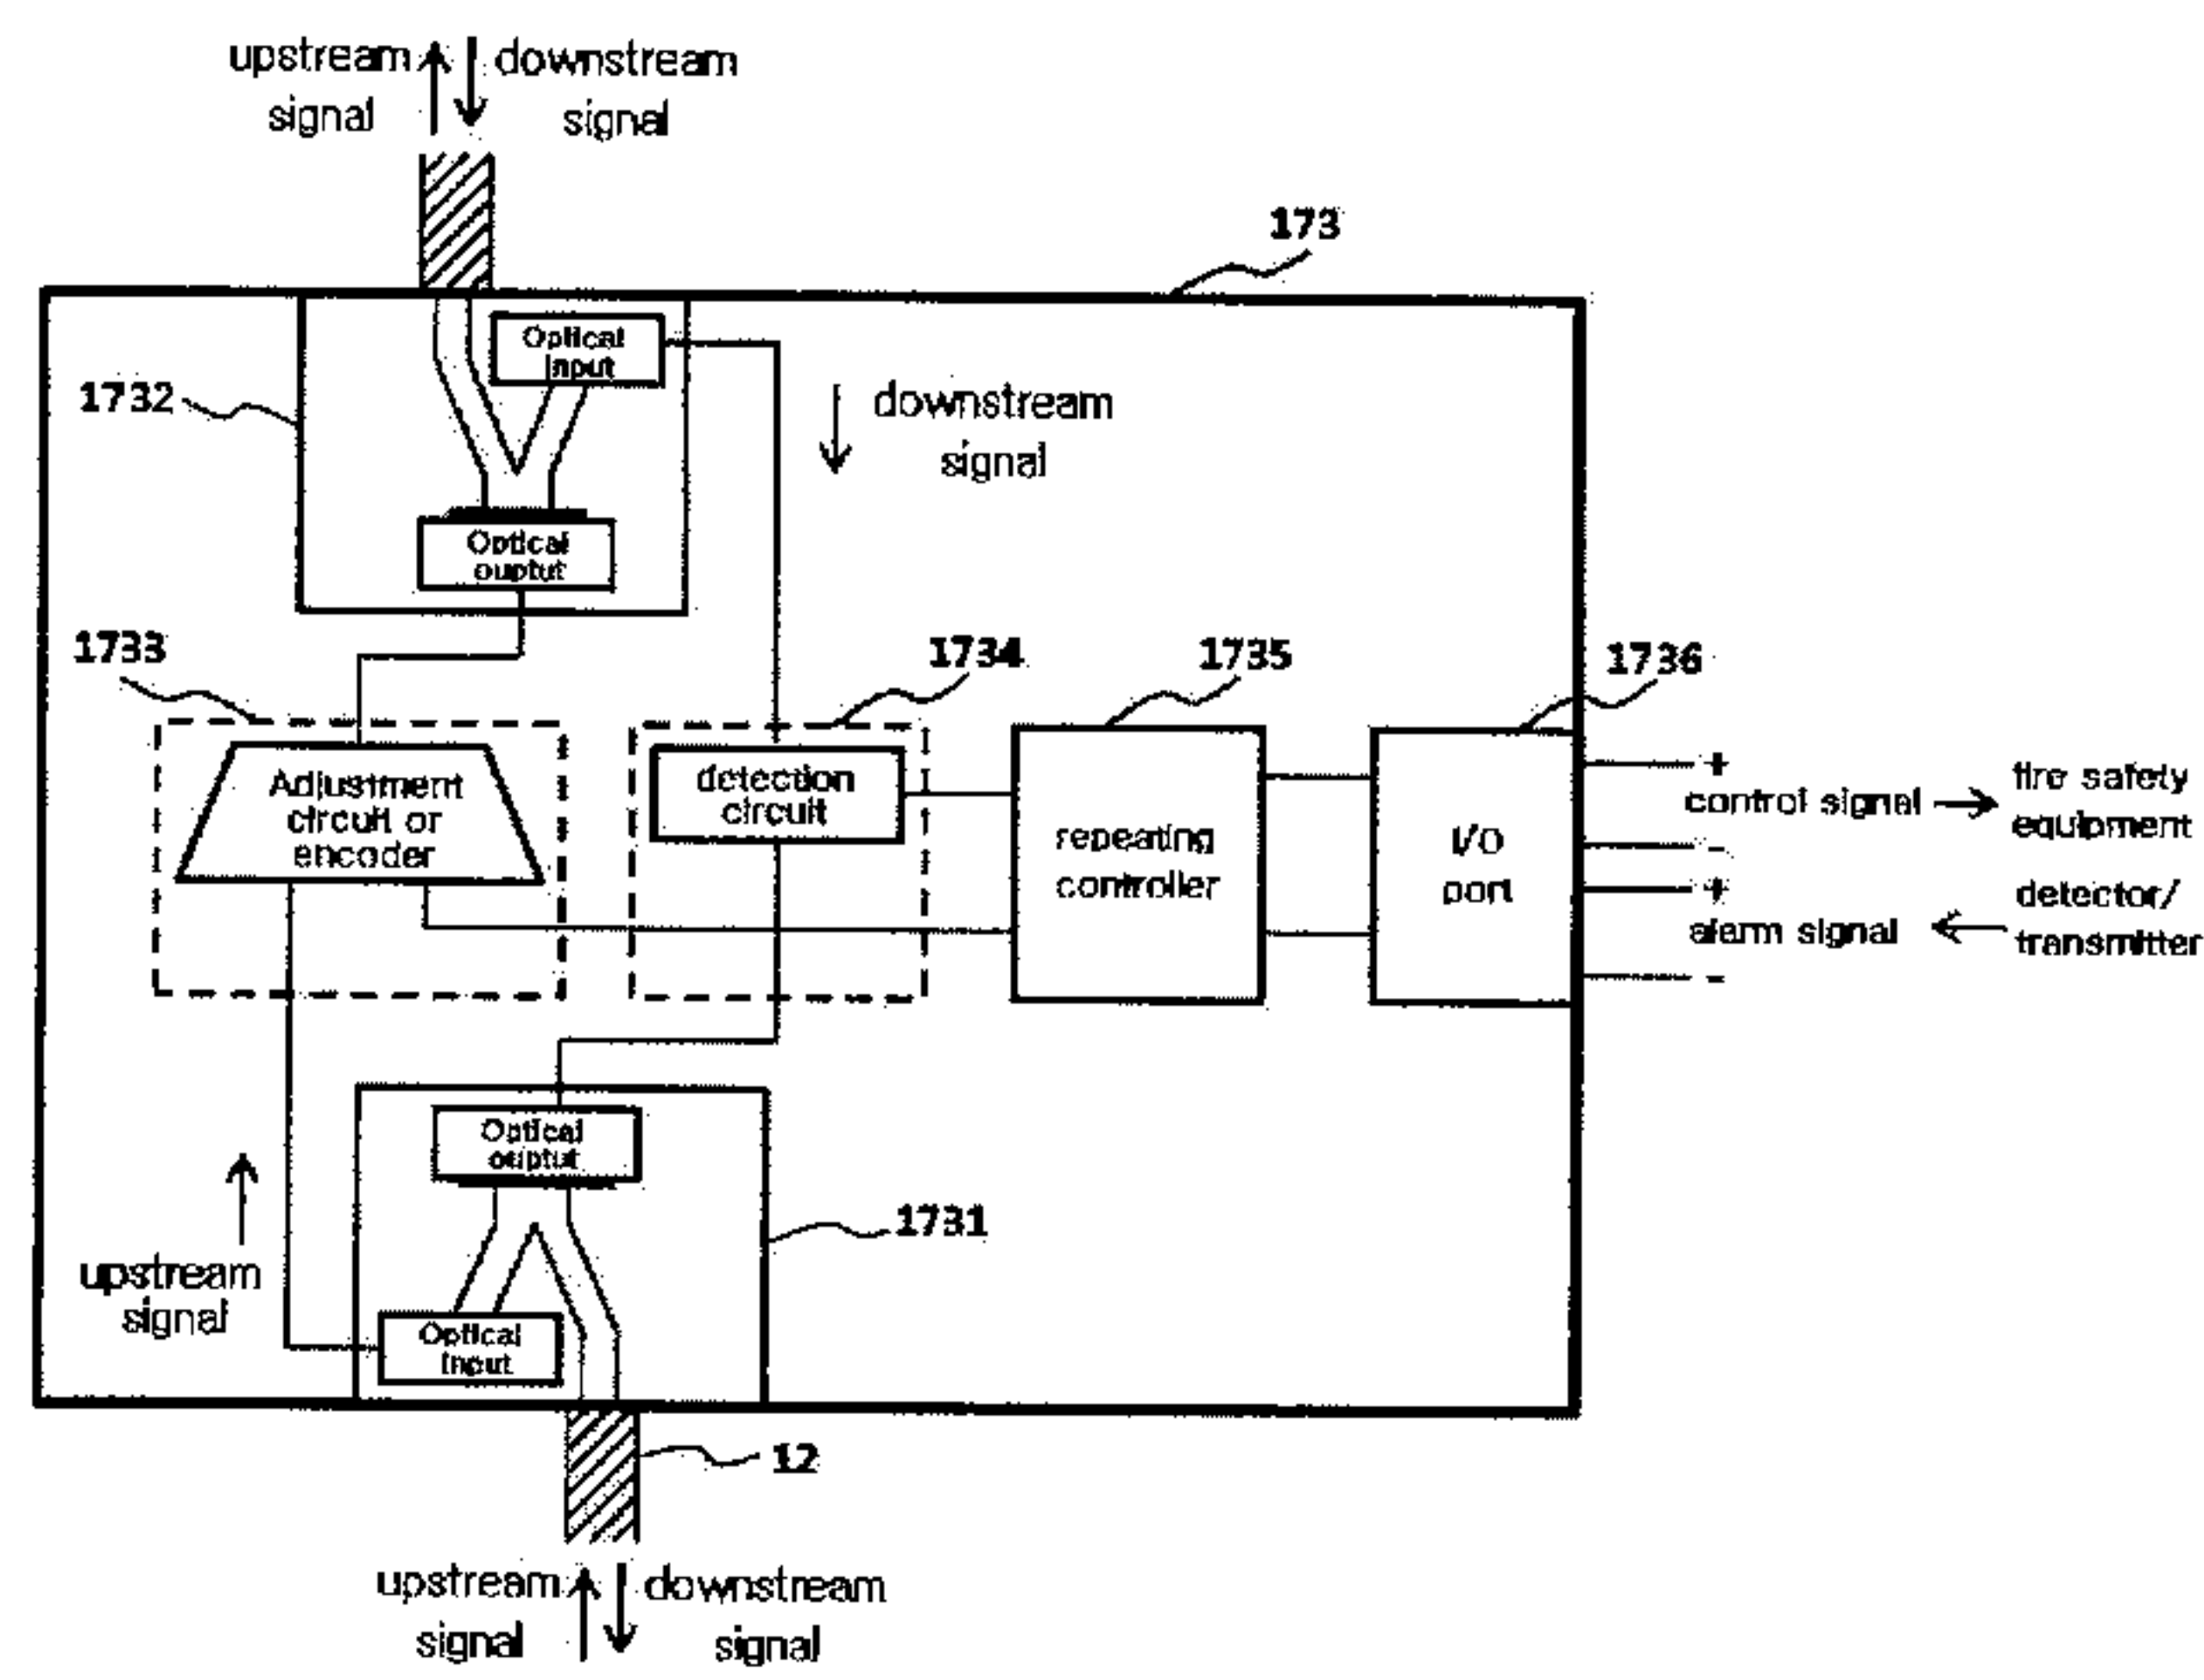 upstream downstream
signal signal
173
Optical
Input
1732
downstream
signal
Optical
ouptut
1733
1734
1735
1736
Adjustment
circuit or
encoder
detection
circuit
repeating
controller
I/O
port
+
control signal
-
+
alarm signal
-
fire safety
equipment
detector/
transmitter
Optical
ouptut
1731
upstream
signal
Optical
Input
12
upstream downstream
signal signal